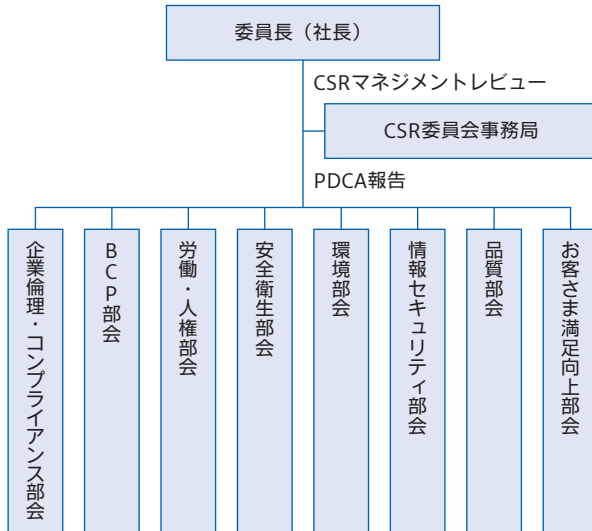 委員長（社長）
CSRマネジメントレビュー
CSR委員会事務局
PDCA報告
企業倫理・コンプライアンス部会
BCP部会
労働・人権部会
安全衛生部会
環境部会
情報セキュリティ部会
品質部会
お客さま満足向上部会